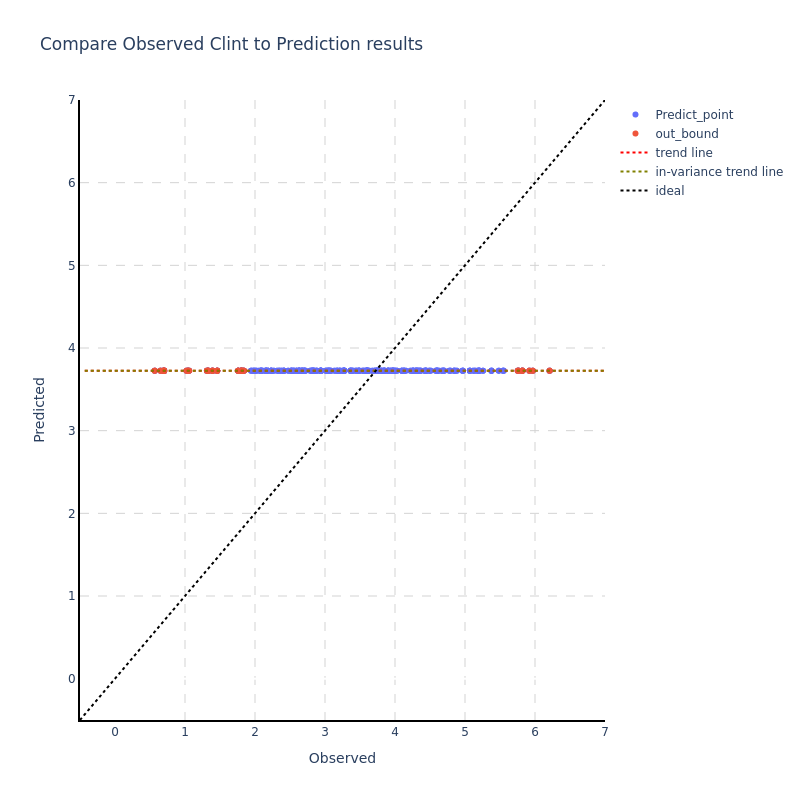 Compare Observed Clint to Prediction results
Predict_point
out_bound
trend line
in-variance trend line
ideal
7
6
5
4
3
2
1
0
Predicted
0 1 2 3 4 5 6 7
Observed